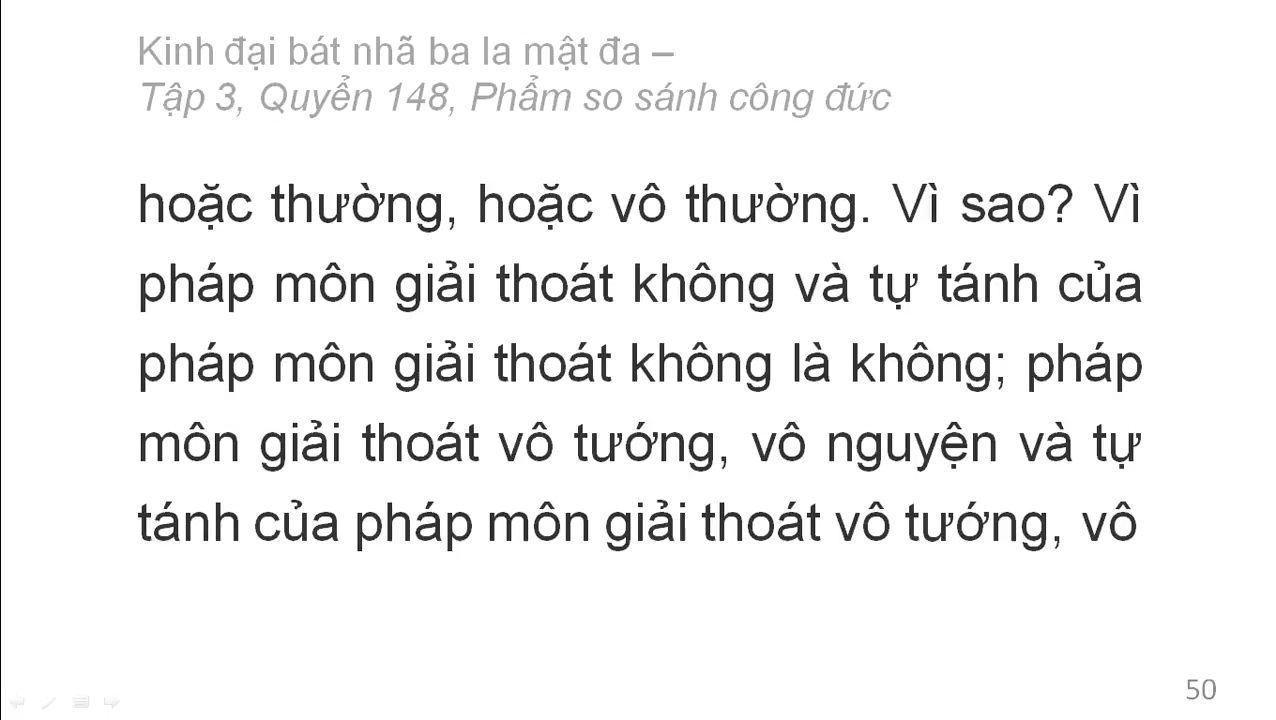 Kinh đại bát nhã ba la mật đa –
Tập 3, Quyển 148, Phẩm so sánh công đức
hoặc thường, hoặc vô thường. Vì sao? Vì
pháp môn giải thoát không và tự tánh của
pháp môn giải thoát không là không; pháp
môn giải thoát vô tướng, vô nguyện và tự
tánh của pháp môn giải thoát vô tướng, vô
50